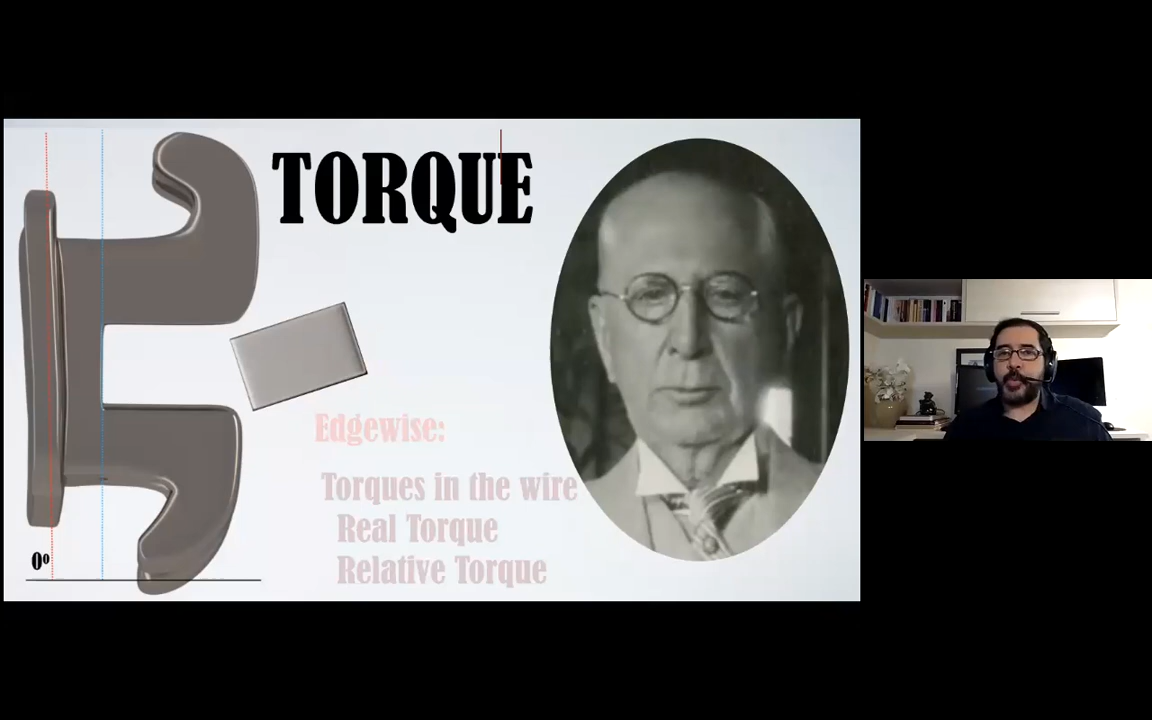 TORQUE
Edgewise:
Torques in the wire
Real Torque
Relative Torque
0º